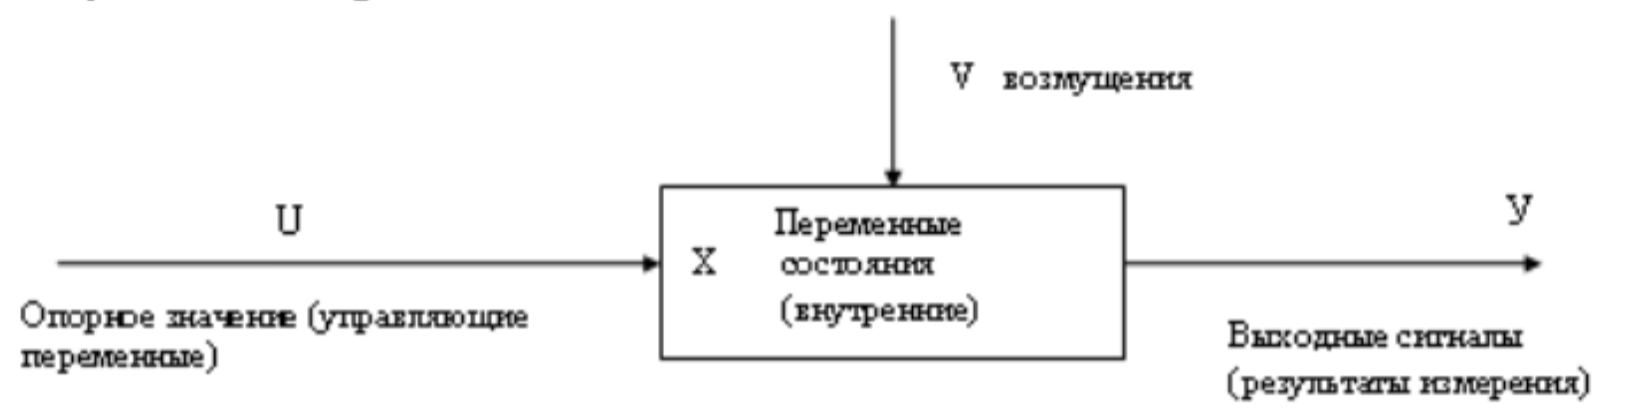 V возмущения
U
У
X
Переменные
состояния
(внутренние)
Опорное значение (управляющие
переменные)
Выходные сигналы
(результаты измерения)